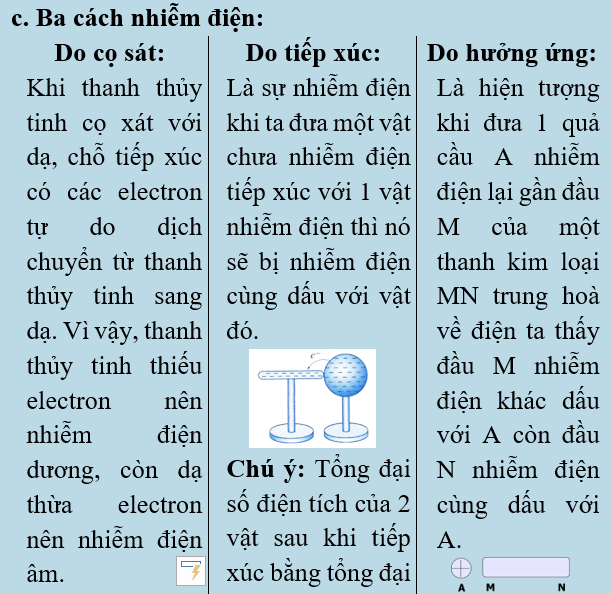 c. Ba cách nhiễm điện:
Do cọ sát:
Khi thanh thủy
tinh cọ xát với
dạ, chỗ tiếp xúc
có các electron
tự do dịch
chuyển từ thanh
thủy tinh sang
dạ. Vì vậy, thanh
thủy tinh thiếu
electron nên
nhiễm điện
dương, còn dạ
thừa electron
nên nhiễm điện
âm.
Do tiếp xúc:
Là sự nhiễm điện
khi ta đưa một vật
chưa nhiễm điện
tiếp xúc với 1 vật
nhiễm điện thì nó
sẽ bị nhiễm điện
cùng dấu với vật
đó.
e⁻
Chú ý: Tổng đại
số điện tích của 2
vật sau khi tiếp
xúc bằng tổng đại
Do hưởng ứng:
Là hiện tượng
khi đưa 1 quả
cầu A nhiễm
điện lại gần đầu
M của một
thanh kim loại
MN trung hoà
về điện ta thấy
đầu M nhiễm
điện khác dấu
với A còn đầu
N nhiễm điện
cùng dấu với
A.
A M N